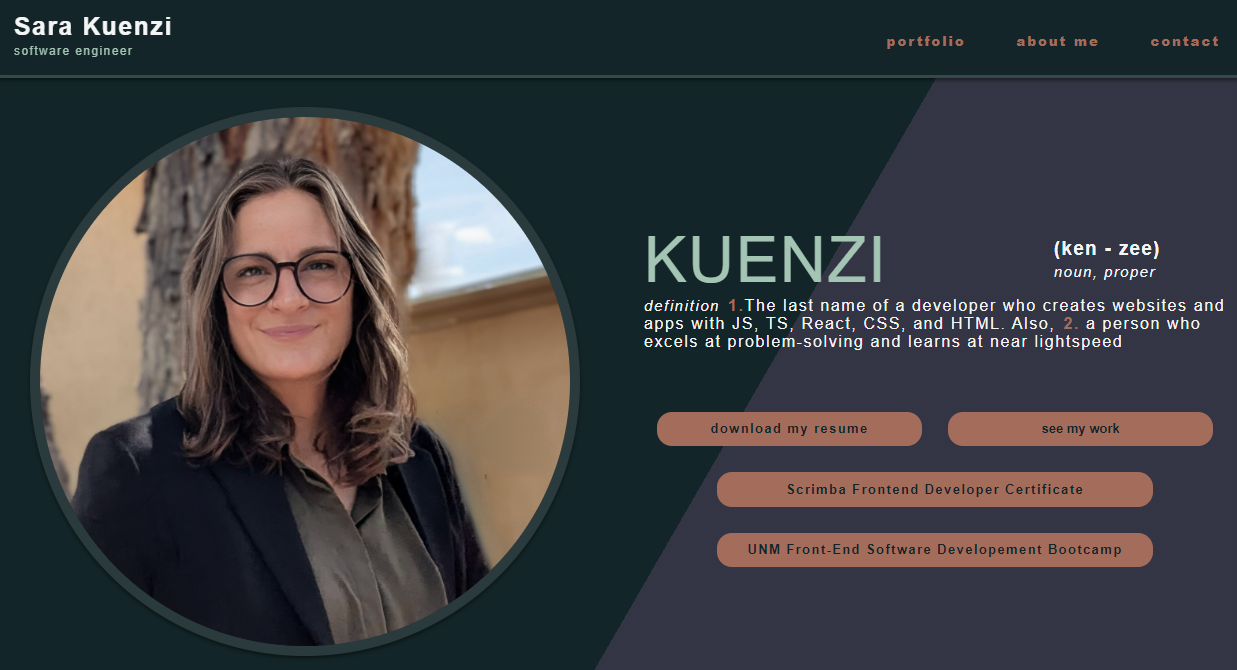 Sara Kuenzi
software engineer
portfolio about me contact
KUENZI
(ken - zee)
noun, proper
definition 1.The last name of a developer who creates websites and
apps with JS, TS, React, CSS, and HTML. Also, 2. a person who
excels at problem-solving and learns at near lightspeed
download my resume see my work
Scrimba Frontend Developer Certificate
UNM Front-End Software Developement Bootcamp